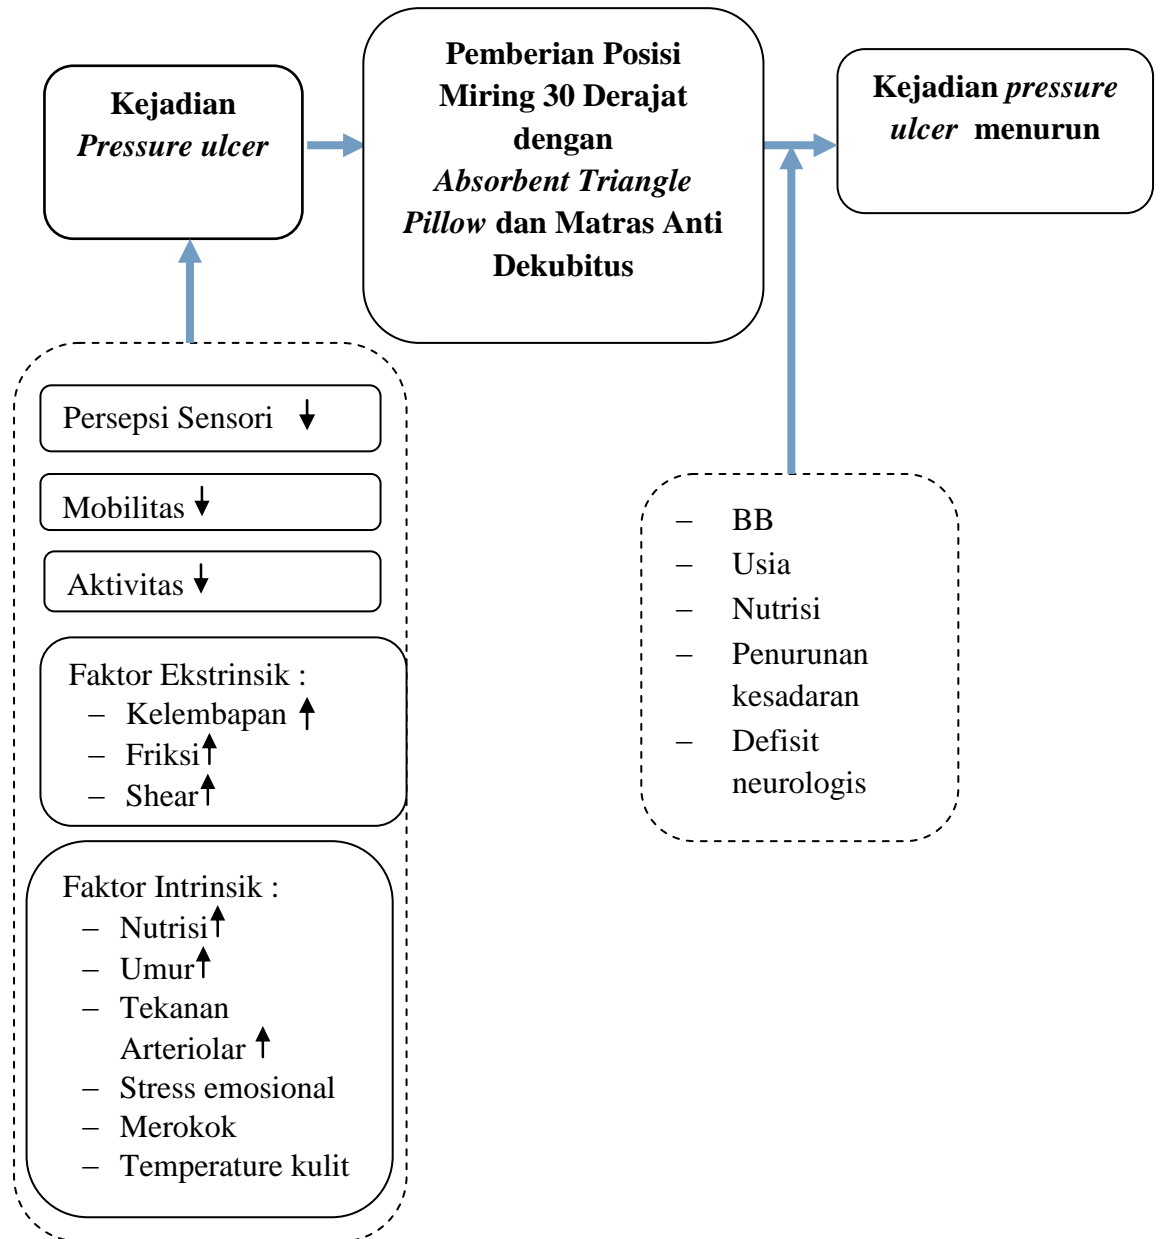 Kejadian
Pressure ulcer
Pemberian Posisi
Miring 30 Derajat
dengan
Absorbent Triangle
Pillow dan Matras Anti
Dekubitus
Kejadian pressure
ulcer menurun
Persepsi Sensori ↓
Mobilitas ↓
Aktivitas ↓
Faktor Ekstrinsik :
– Kelembapan ↑
– Friksi ↑
– Shear ↑
Faktor Intrinsik :
– Nutrisi ↑
– Umur ↑
– Tekanan
Arteriolar ↑
– Stress emosional
– Merokok
– Temperature kulit
– BB
– Usia
– Nutrisi
– Penurunan
kesadaran
– Defisit
neurologis